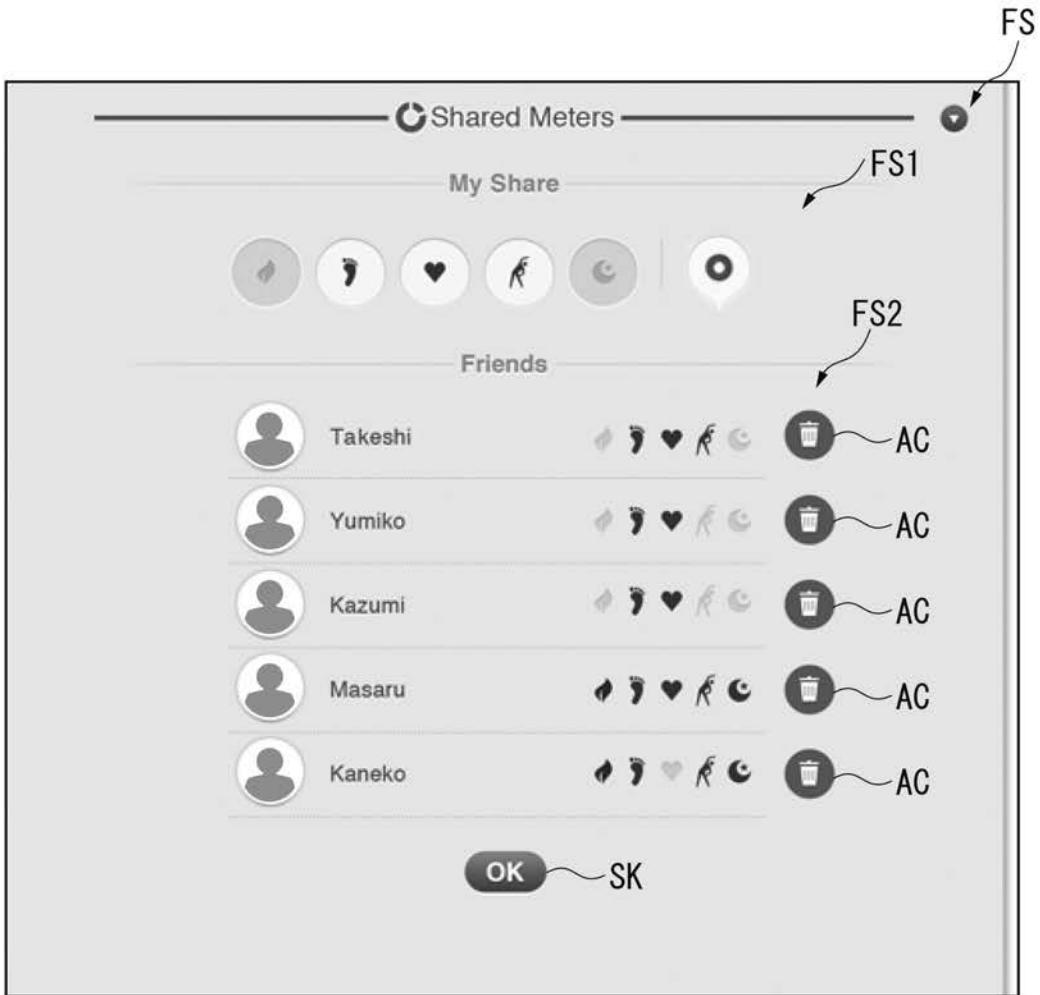 FS
Shared Meters
My Share
FS1
FS2
Friends
Takeshi AC
Yumiko AC
Kazumi AC
Masaru AC
Kaneko AC
OK SK